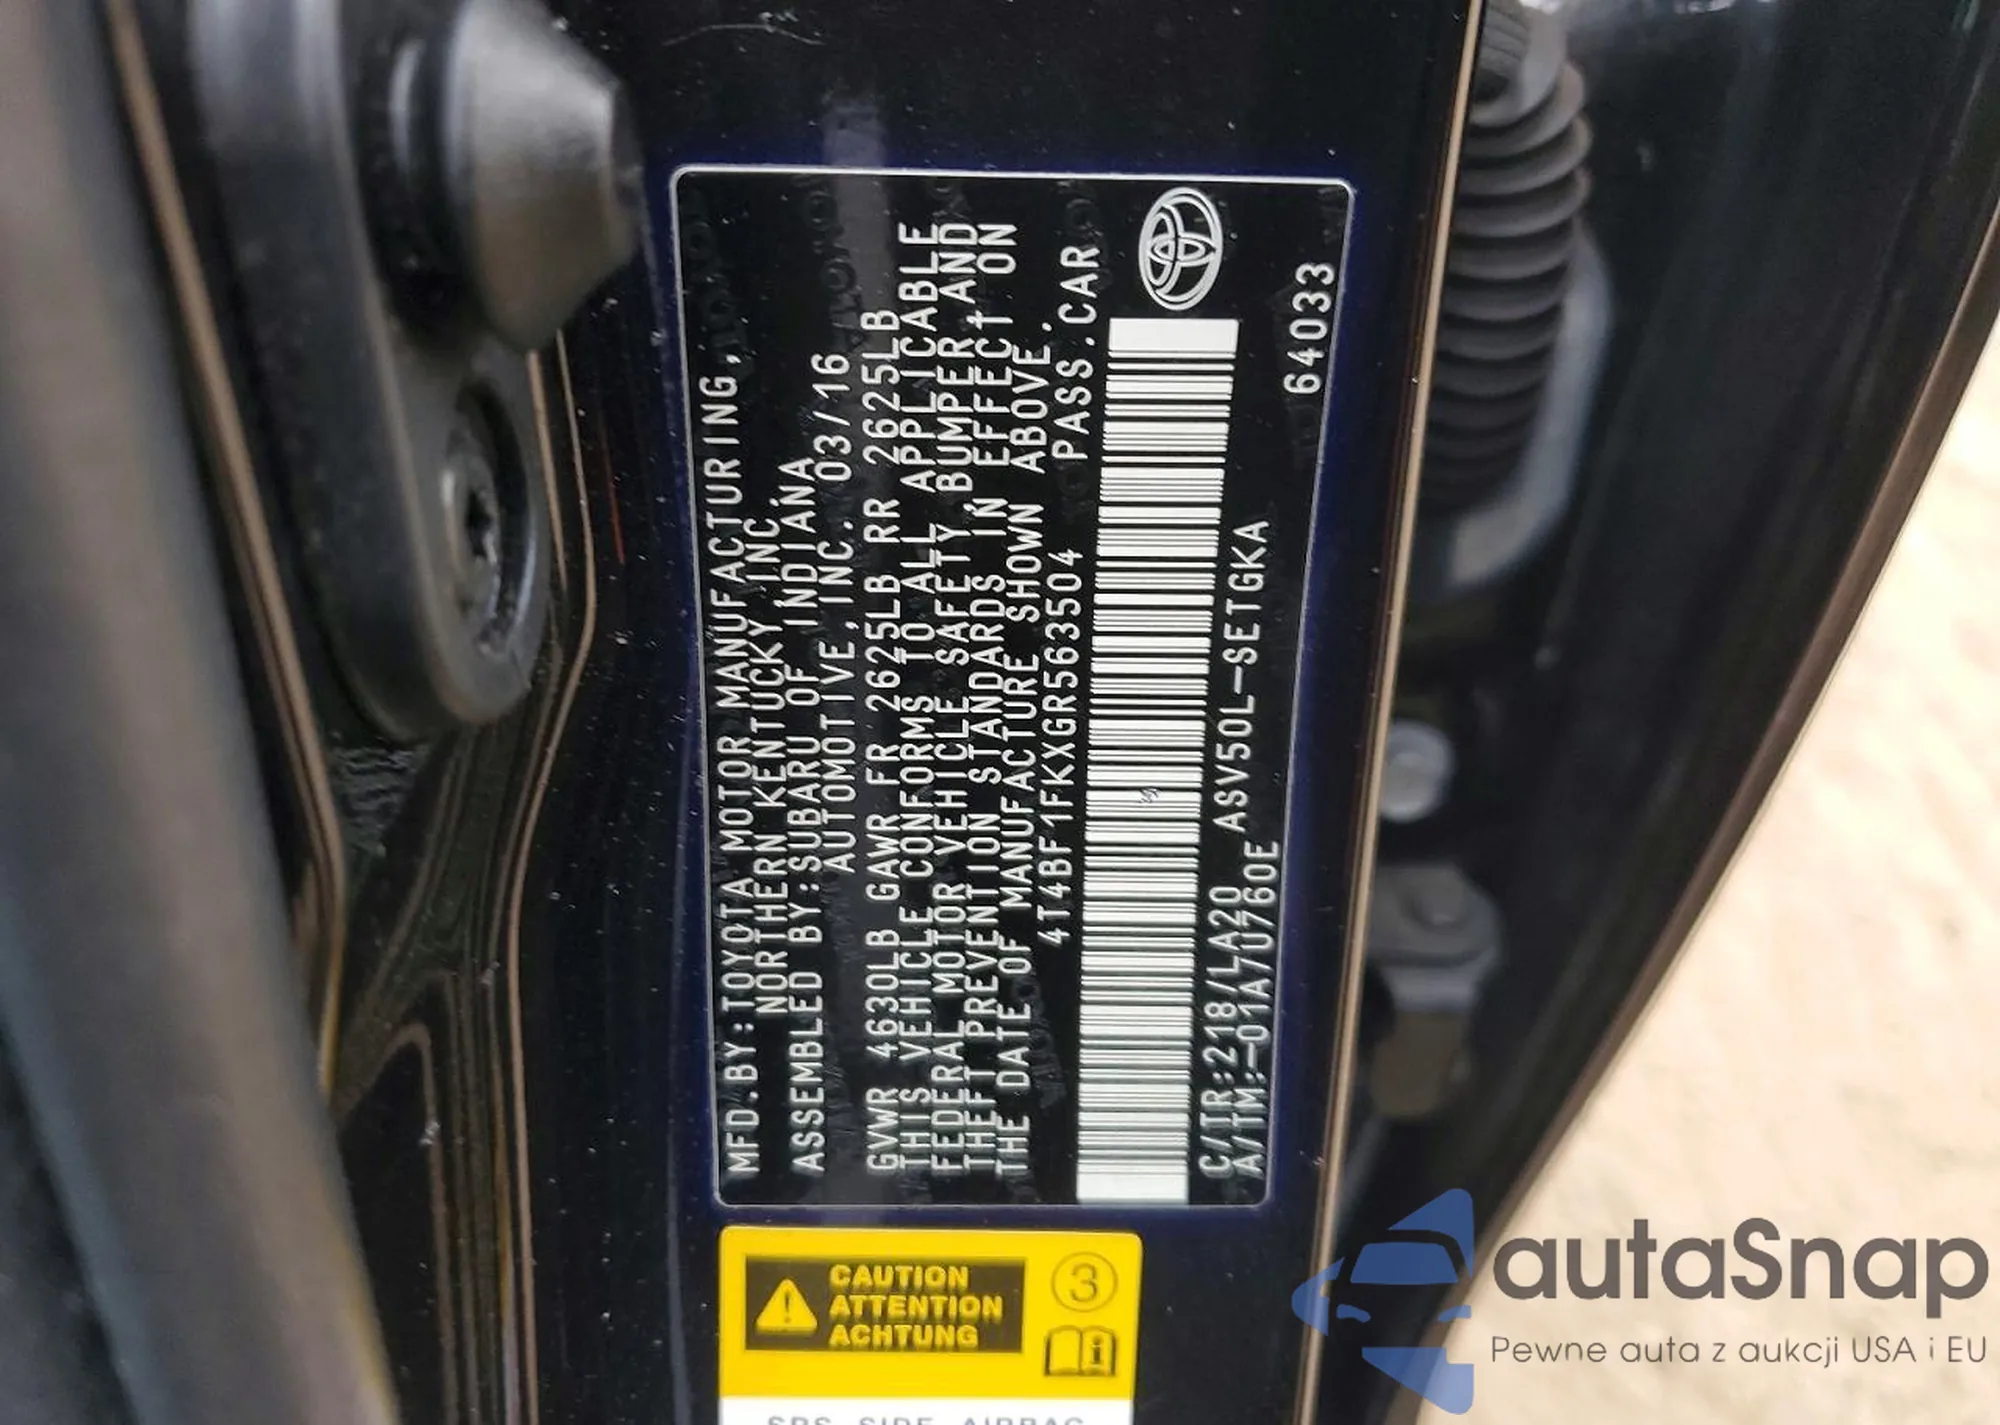 MFD.BY:TOYOTA MOTOR MANUFACTURING,
NORTHERN KENTUCKY,INC
ASSEMBLED BY:SUBARU OF INDIANA
AUTOMOTIVE,INC. 03/16
GVWR 4630LB GAWR FR 2625LB RR 2625LB
THIS VEHICLE CONFORMS TO ALL APPLICABLE
FEDERAL MOTOR VEHICLE SAFETY,BUMPER,AND
THEFT PREVENTION STANDARDS IN EFFECT ON
THE DATE OF MANUFACTURE SHOWN ABOVE.
4T4BF1FKXGR563504 PASS.CAR
C/TR:218/LA20 ASV50L-SETGKA
A/TM:-01A/U760E 64033
CAUTION
ATTENTION
ACHTUNG
3
SRS SIDE AIRBAG
autaSnap
Pewne auta z aukcji USA i EU